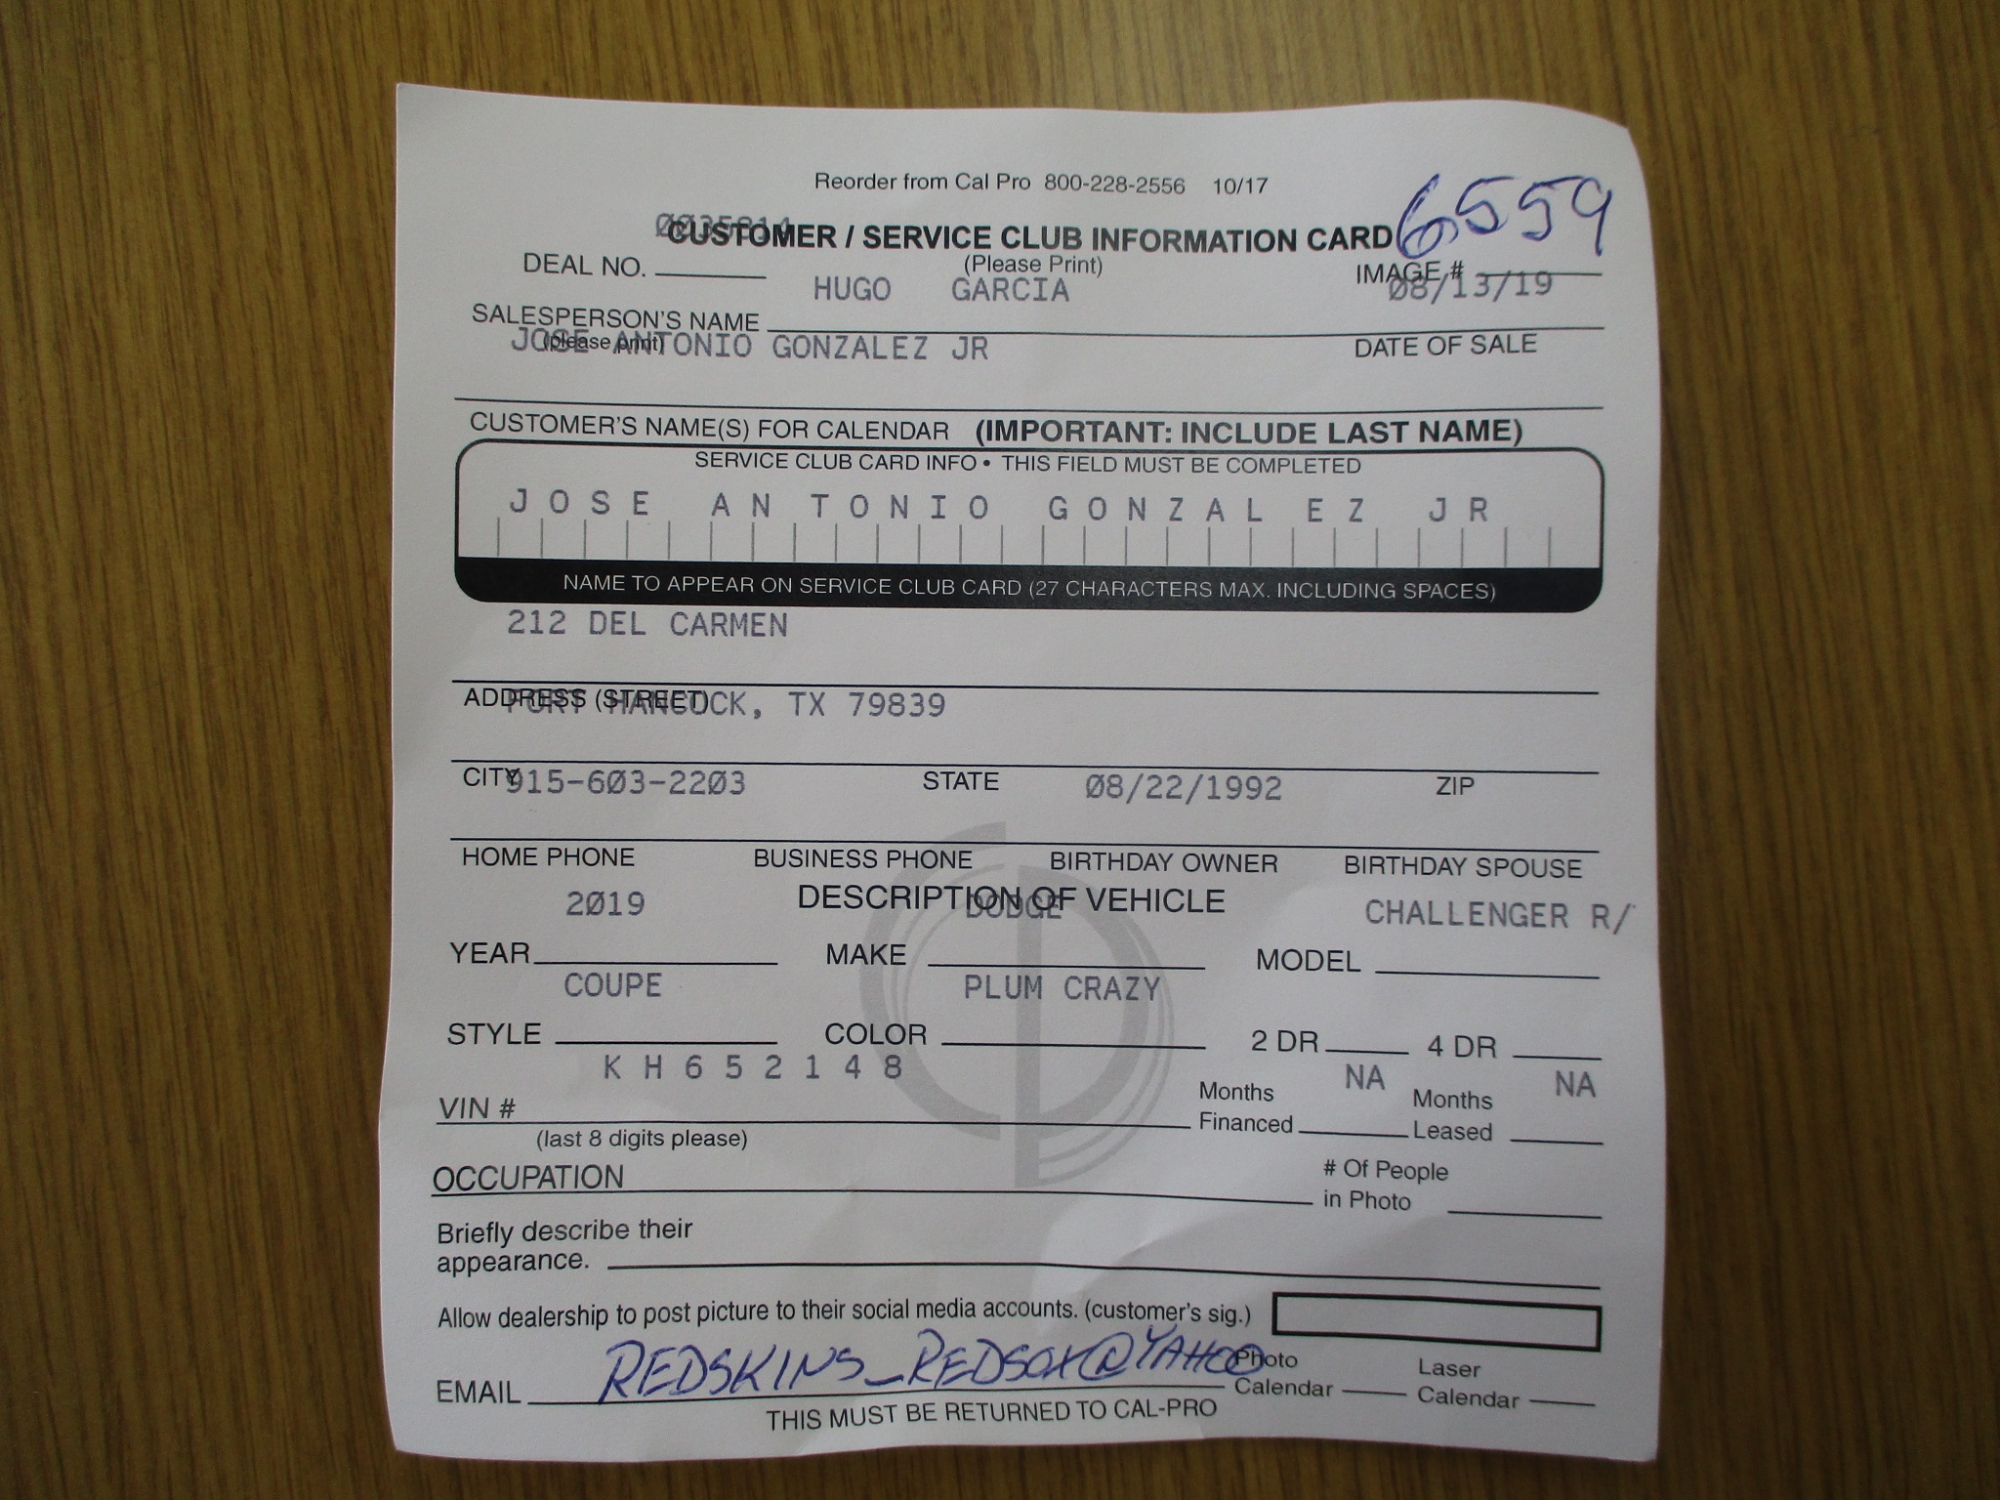 Reorder from Cal Pro 800-228-2556 10/17
6559
CUSTOMER / SERVICE CLUB INFORMATION CARD
(Please Print)
DEAL NO.
IMAGE #
HUGO GARCIA 08/13/19
SALESPERSON'S NAME
(please print)
JOSE ANTONIO GONZALEZ JR
DATE OF SALE
CUSTOMER'S NAME(S) FOR CALENDAR (IMPORTANT: INCLUDE LAST NAME)
SERVICE CLUB CARD INFO • THIS FIELD MUST BE COMPLETED
JOSE ANTONIO GONZALEZ JR
NAME TO APPEAR ON SERVICE CLUB CARD (27 CHARACTERS MAX. INCLUDING SPACES)
212 DEL CARMEN
ADDRESS (STREET)
FORT HANCOCK, TX 79839
CITY STATE ZIP
915-603-2203 08/22/1992
HOME PHONE BUSINESS PHONE BIRTHDAY OWNER BIRTHDAY SPOUSE
DESCRIPTION OF VEHICLE
2019 DODGE CHALLENGER R/
YEAR MAKE MODEL
COUPE PLUM CRAZY
STYLE COLOR 2 DR 4 DR
KH652148
NA NA
VIN #
(last 8 digits please)
Months Financed
Months Leased
OCCUPATION
# Of People
in Photo
Briefly describe their
appearance.
Allow dealership to post picture to their social media accounts. (customer's sig.)
EMAIL REDSKINS_REDSOX@YAHOO
Photo Calendar
Laser Calendar
THIS MUST BE RETURNED TO CAL-PRO